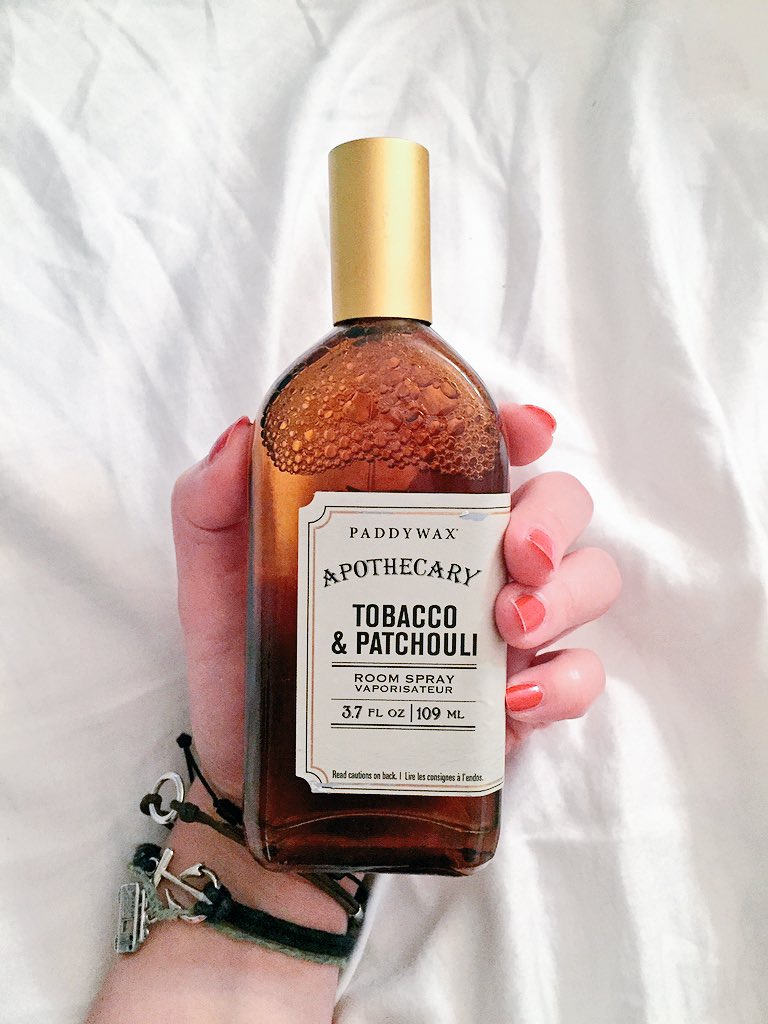 PADDYWAX
APOTHECARY
TOBACCO
& PATCHOULI
ROOM SPRAY
VAPORISATEUR
3.7 FL OZ | 109 ML
Read cautions on back. | Lire les consignes à l'endos.